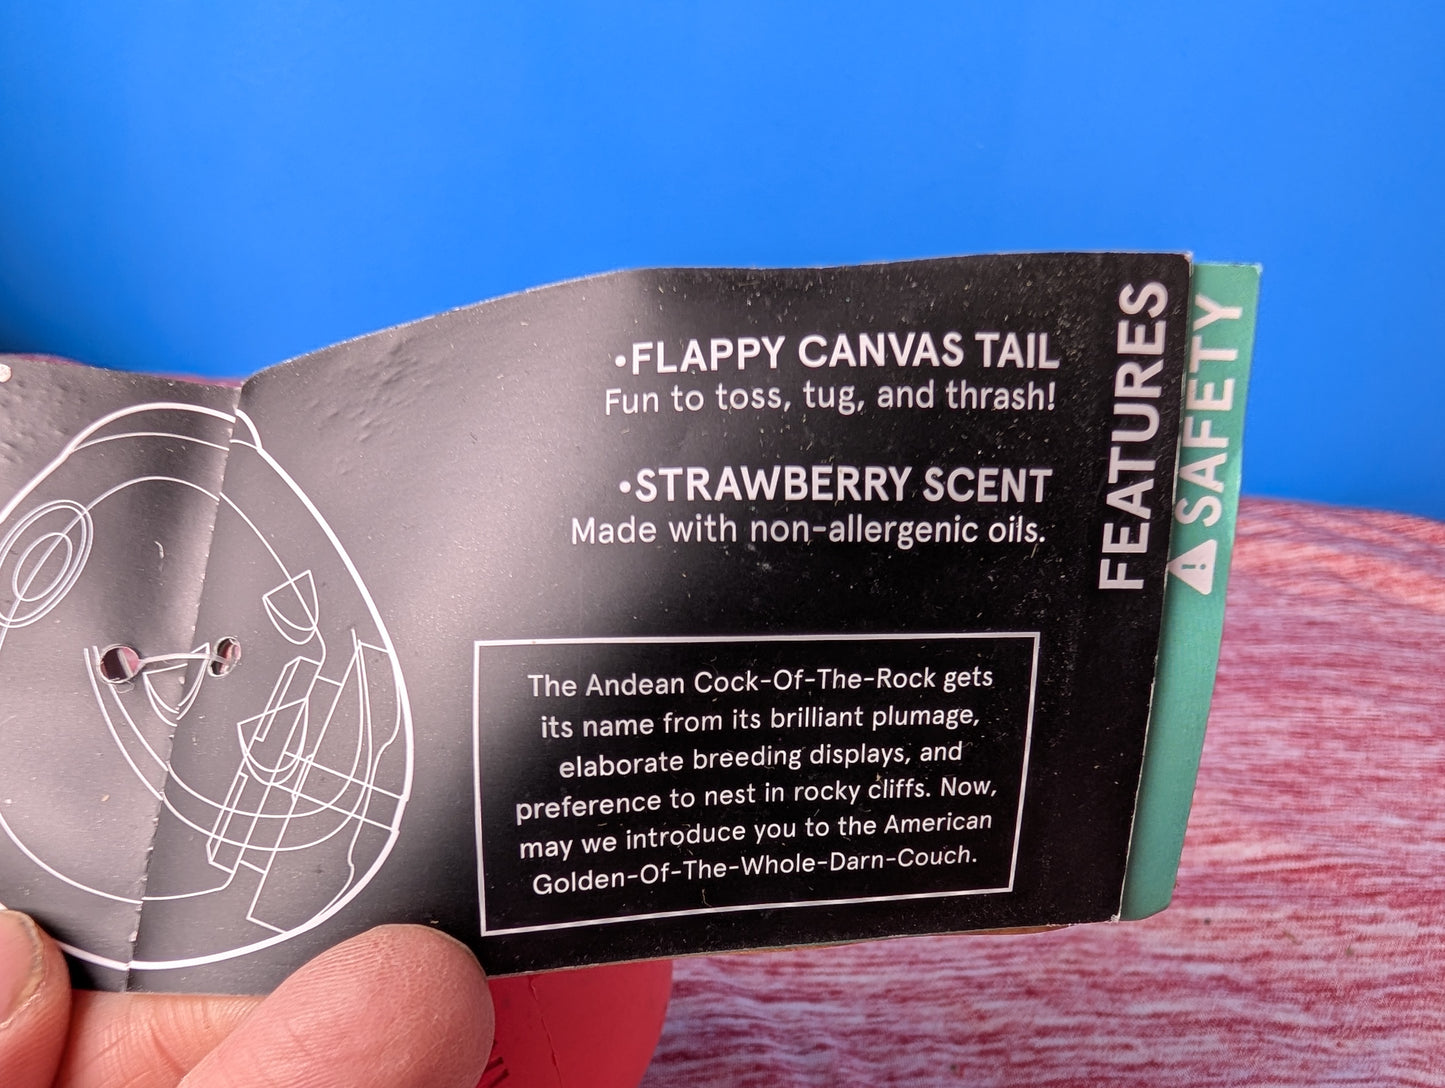 •FLAPPY CANVAS TAIL
Fun to toss, tug, and thrash!
•STRAWBERRY SCENT
Made with non-allergenic oils.
The Andean Cock-Of-The-Rock gets
its name from its brilliant plumage,
elaborate breeding displays, and
preference to nest in rocky cliffs. Now,
may we introduce you to the American
Golden-Of-The-Whole-Darn-Couch.
FEATURES
SAFETY